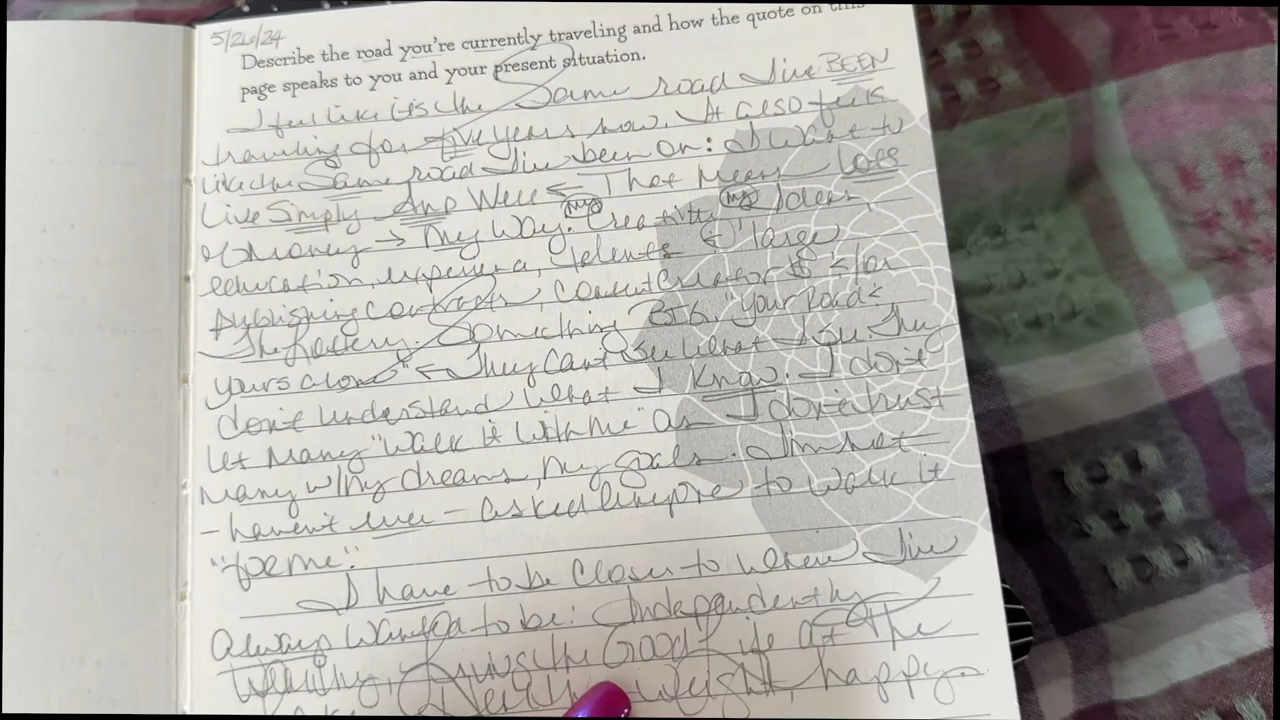 5/26/24
Describe the road you're currently traveling and how the quote on this
page speaks to you and your present situation.
I feel like it's the Same road I've BEEN
traveling for five years now. It also feels
like the Same road I've been on: I want to
Live Simply AND Well ← That means LOTS
of Money → My Way. my Creativity, my Ideas,
education, experience, talents + large
publishing contracts, content creator $'s /or
The Lottery. Something BIG. "Your Road &
yours alone" ← They can't see what I see. They
don't understand what I Know. I don't
let Many "walk it with me" as I don't trust
Many w/my dreams, my goals. I'm not
- haven't ever - asked anyone to walk it
"for me".
I have to be closer to where I've
Always Wanted to be: Independently
Wealthy, Living the Good Life at the
Weight, happy.